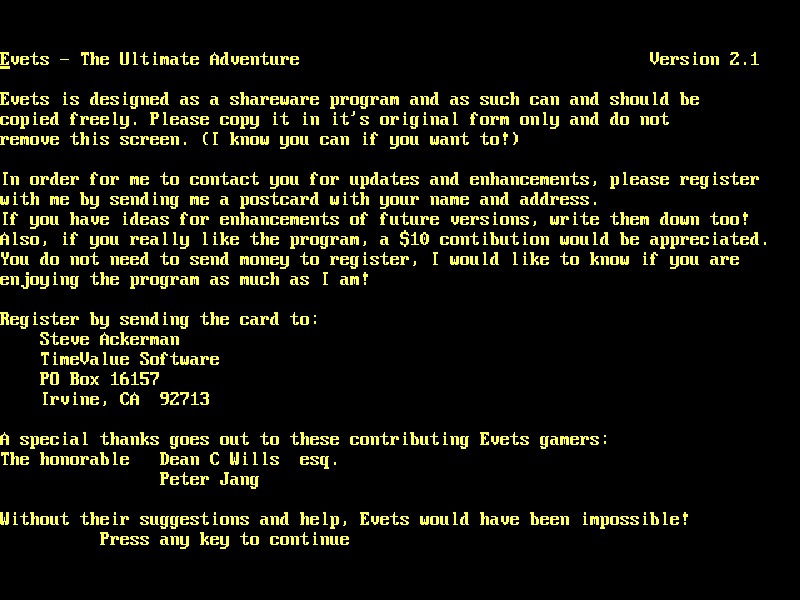 Evets - The Ultimate Adventure                                   Version 2.1
Evets is designed as a shareware program and as such can and should be
copied freely. Please copy it in it's original form only and do not
remove this screen. (I know you can if you want to!)
In order for me to contact you for updates and enhancements, please register
with me by sending me a postcard with your name and address.
If you have ideas for enhancements of future versions, write them down too!
Also, if you really like the program, a $10 contibution would be appreciated.
You do not need to send money to register, I would like to know if you are
enjoying the program as much as I am!
Register by sending the card to:
    Steve Ackerman
    TimeValue Software
    PO Box 16157
    Irvine, CA  92713
A special thanks goes out to these contributing Evets gamers:
The honorable   Dean C Wills  esq.
                Peter Jang
Without their suggestions and help, Evets would have been impossible!
          Press any key to continue